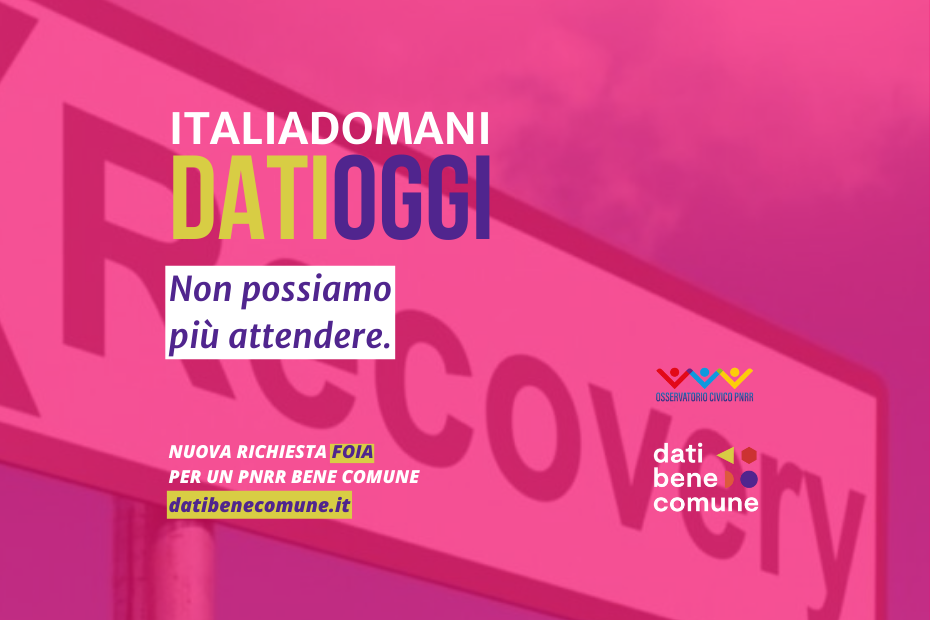 ITALIADOMANI
DATIOGGI
Non possiamo
più attendere.
Recovery
OSSERVATORIO CIVICO PNRR
NUOVA RICHIESTA FOIA
PER UN PNRR BENE COMUNE
datibenecomune.it
dati
bene
comune